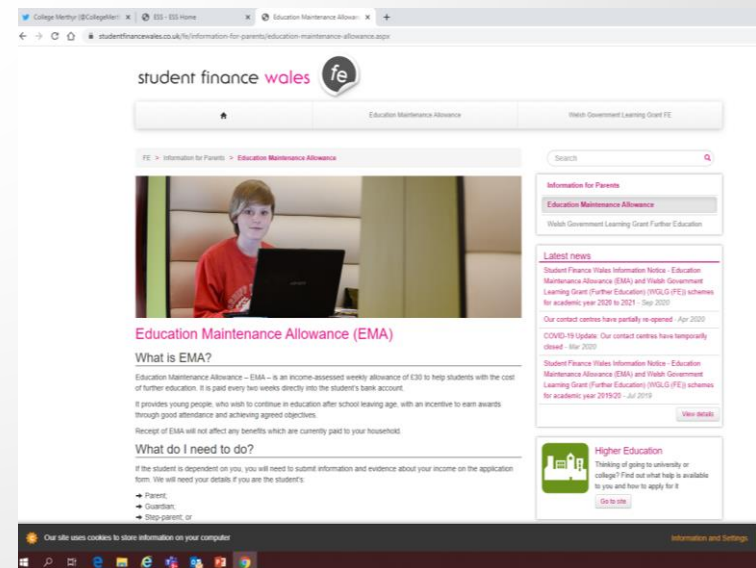 College Merthyr (@CollegeMert
ESS - ESS Home
Education Maintenance Allowan
studentfinancewales.co.uk/fe/information-for-parents/education-maintenance-allowance.aspx
student finance wales fe
Education Maintenance Allowance
Welsh Government Learning Grant FE
FE > Information for Parents > Education Maintenance Allowance
Education Maintenance Allowance (EMA)
What is EMA?
Education Maintenance Allowance – EMA – is an income-assessed weekly allowance of £30 to help students with the cost
of further education. It is paid every two weeks directly into the student's bank account.
It provides young people, who wish to continue in education after school leaving age, with an incentive to earn awards
through good attendance and achieving agreed objectives.
Receipt of EMA will not affect any benefits which are currently paid to your household.
What do I need to do?
If the student is dependent on you, you will need to submit information and evidence about your income on the application
form. We will need your details if you are the student's:
Parent;
Guardian;
Step-parent; or
Search
Information for Parents
Education Maintenance Allowance
Welsh Government Learning Grant Further Education
Latest news
Student Finance Wales Information Notice - Education
Maintenance Allowance (EMA) and Welsh Government
Learning Grant (Further Education) (WGLG (FE)) schemes
for academic year 2020 to 2021 - Sep 2020
Our contact centres have partially re-opened - Apr 2020
COVID-19 Update: Our contact centres have temporarily
closed - Mar 2020
Student Finance Wales Information Notice - Education
Maintenance Allowance (EMA) and Welsh Government
Learning Grant (Further Education) (WGLG (FE)) schemes
for academic year 2019/20 - Jul 2019
View details
Higher Education
Thinking of going to university or
college? Find out what help is available
to you and how to apply for it
Go to site
Our site uses cookies to store information on your computer
Information and Settings